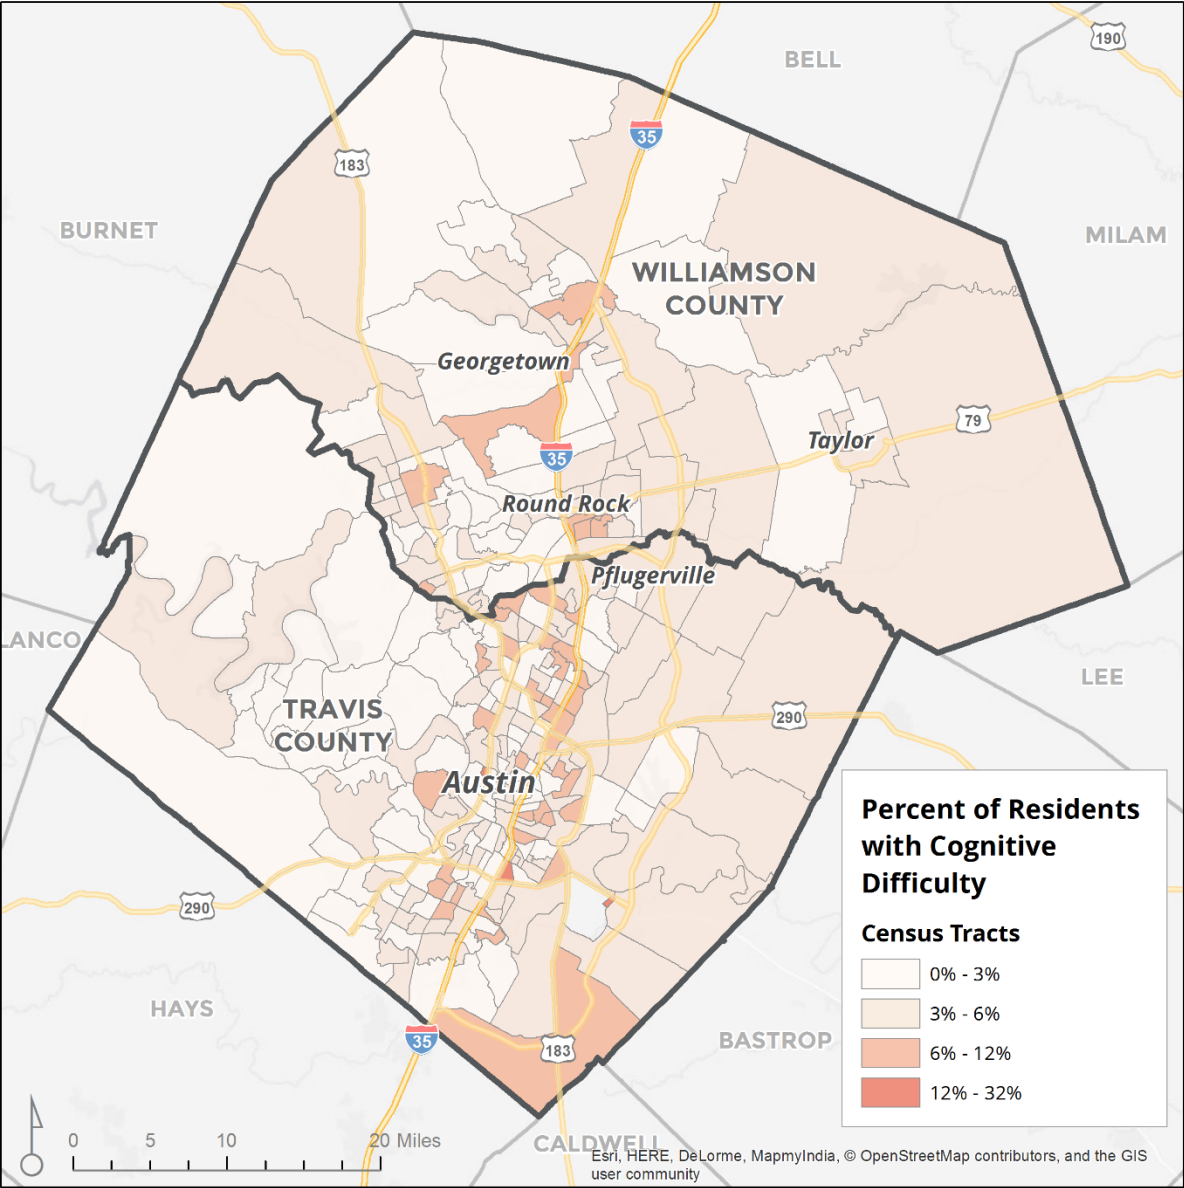 BELL
190
35
183
BURNET
MILAM
WILLIAMSON
COUNTY
Georgetown
79
Taylor
35
Round Rock
Pflugerville
LANCO
LEE
TRAVIS
COUNTY
290
Austin
Percent of Residents
with Cognitive
Difficulty
Census Tracts
0% - 3%
3% - 6%
6% - 12%
12% - 32%
290
HAYS
35
183
BASTROP
0 5 10 20 Miles
CALDWELL
Esri, HERE, DeLorme, MapmyIndia, © OpenStreetMap contributors, and the GIS
user community